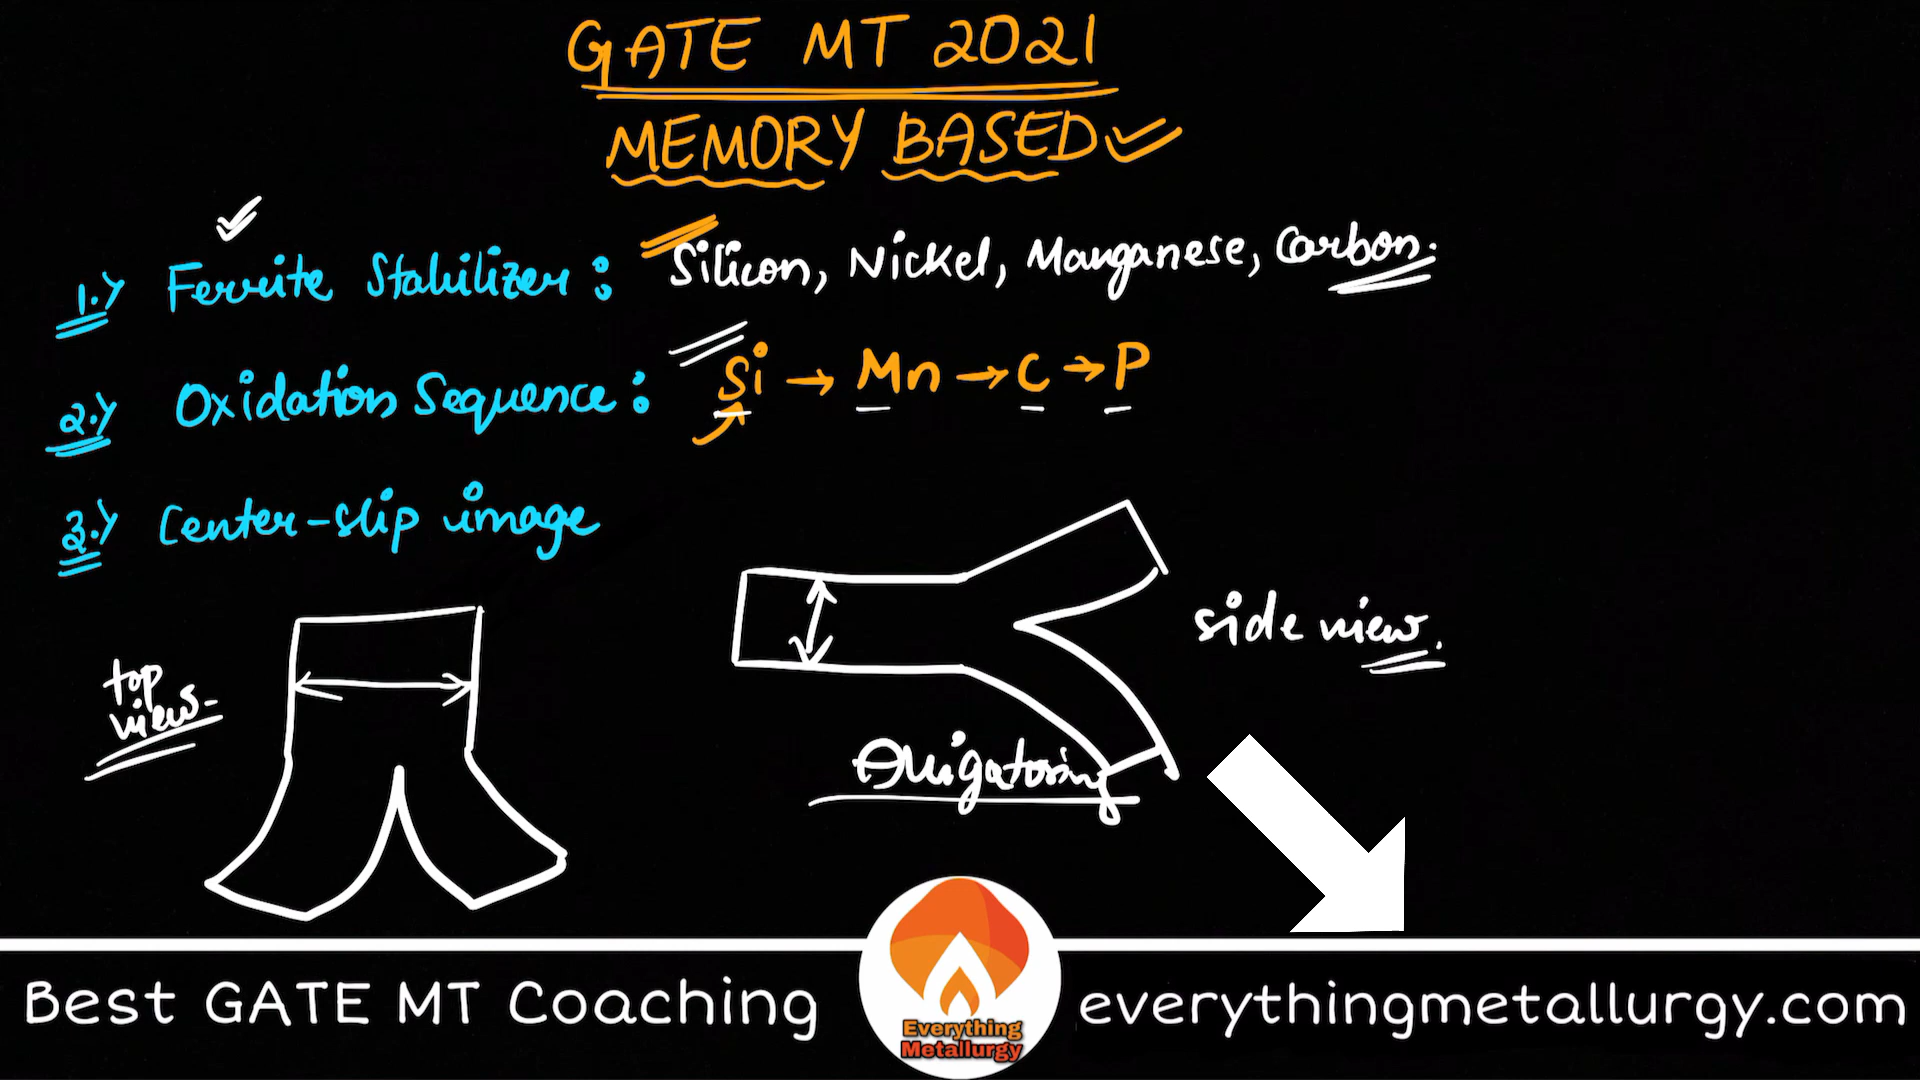 GATE MT 2021
MEMORY BASED
1.) Ferrite Stabilizer: Silicon, Nickel, Manganese, Carbon.
2.) Oxidation Sequence: Si → Mn → C → P
3.) Center-slip image
top
view
side view.
Alligatoring
Best GATE MT Coaching
Everything
Metallurgy
everythingmetallurgy.com